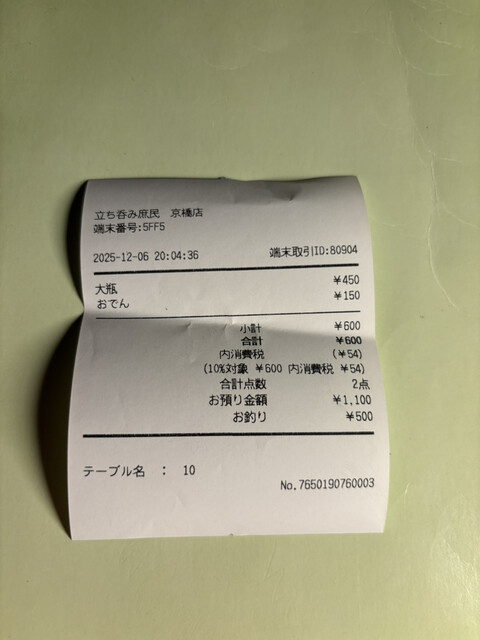 立ち呑み庶民 京橋店
端末番号:5FF5
2025-12-06 20:04:36 端末取引ID:80904
大瓶 ¥450
おでん ¥150
小計 ¥600
合計 ¥600
内消費税 (¥54)
(10%対象 ¥600 内消費税 ¥54)
合計点数 2点
お預り金額 ¥1,100
お釣り ¥500
テーブル名 : 10
No.7650190760003